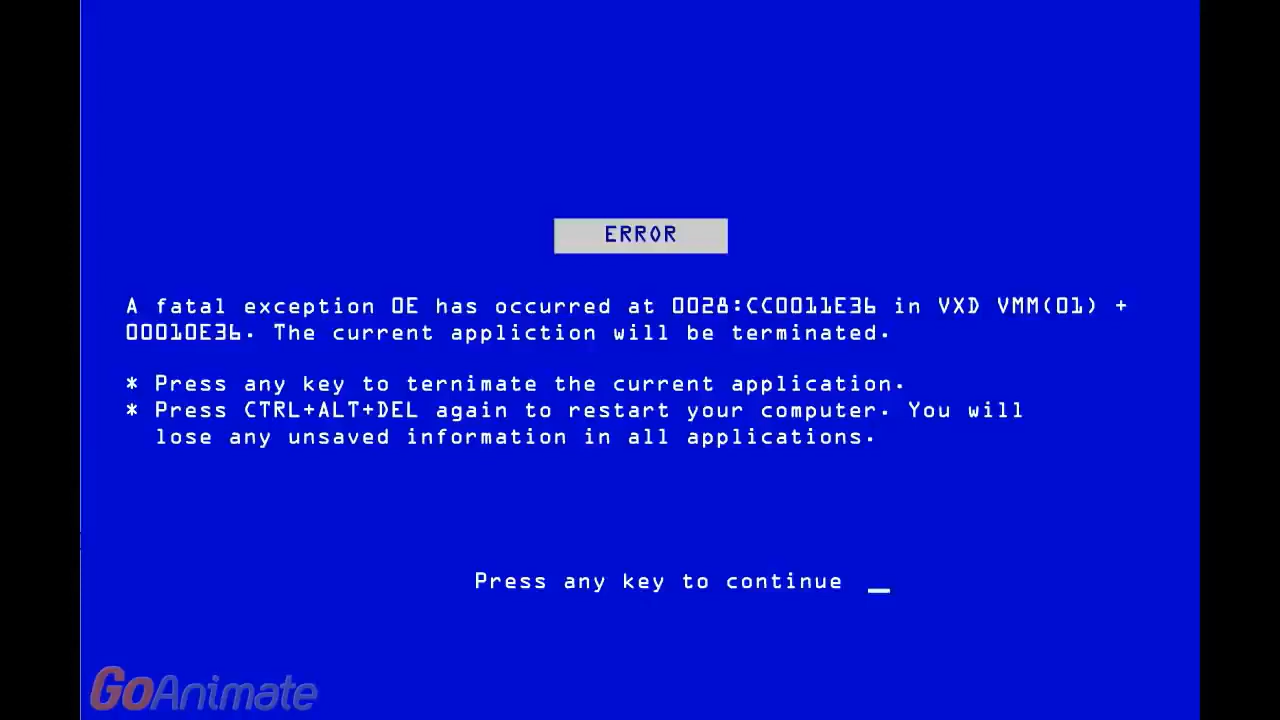 ERROR
A fatal exception OE has occurred at 0028:CC0011E36 in VXD VMM(01) +
00010E36. The current appliction will be terminated.
* Press any key to ternimate the current application.
* Press CTRL+ALT+DEL again to restart your computer. You will
lose any unsaved information in all applications.
Press any key to continue _
GoAnimate